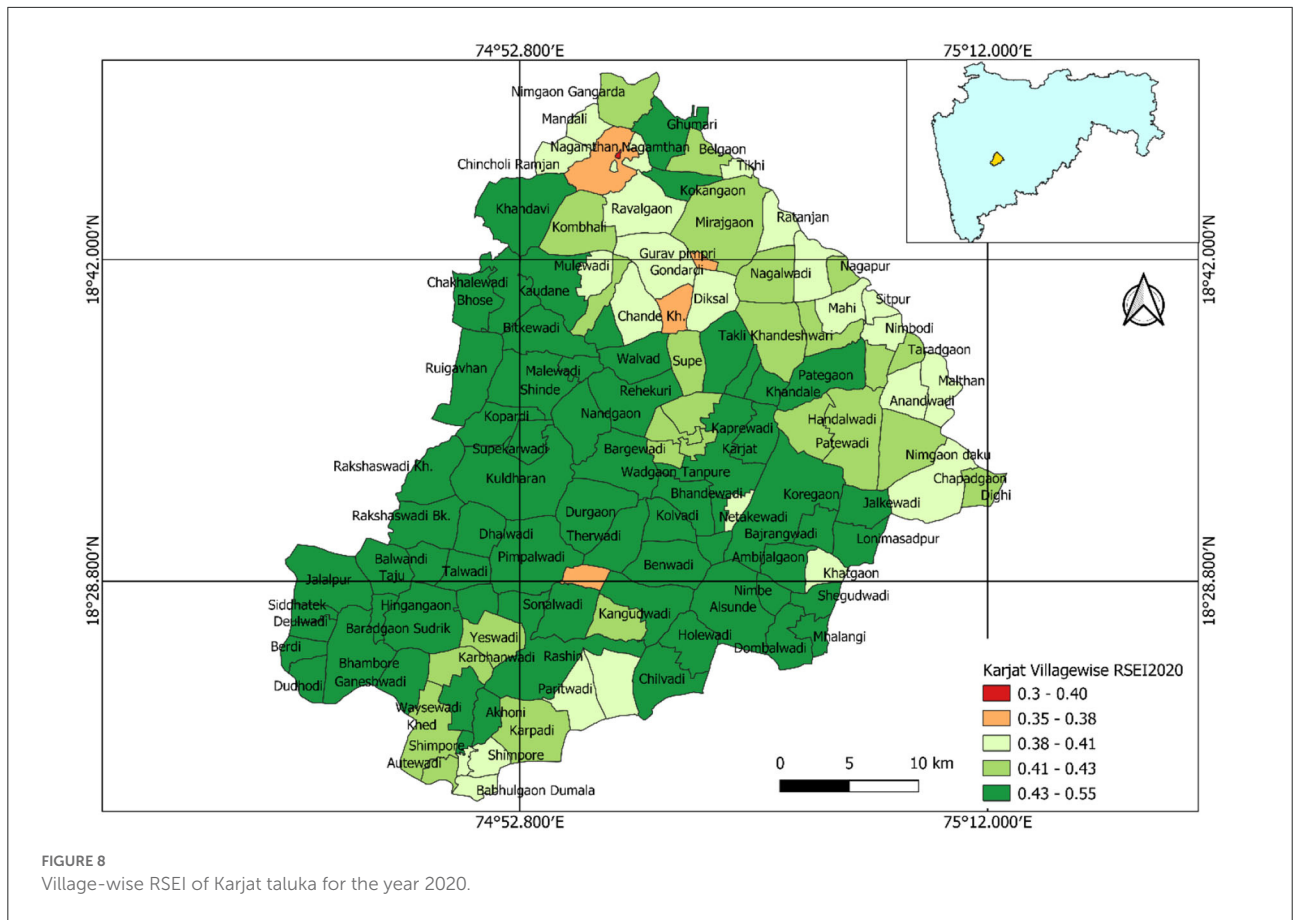 74°52.800′E
75°12.000′E
Nimgaon Gangarda
Mandali
Ghumari
Nagamthan Nagamthan
Belgaon
Chincholi Ramjan
Tikhi
Kokangaon
Khandavi
Ravalgaon
Ratanjan
Kombhali
Mirajgaon
18°42.000′N
18°42.000′N
Gurav pimpri
Mulewadi
Gondardi
Nagalwadi
Nagapur
Chakhalewadi
Kaudane
Bhose
Diksal
Sitpur
Mahi
Chande Kh.
Bitkewadi
Nimbodi
Takli Khandeshwari
Taradgaon
Walvad
Supe
Ruigavhan
Malewadi
Pategaon
Malthan
Shinde
Rehekuri
Khandale
Anandwadi
Kopardi
Nandgaon
Handalwadi
Kaprewadi
Patewadi
Supekarwadi
Bargewadi
Karjat
Nimgaon daku
Rakshaswadi Kh.
Wadgaon Tanpure
Kuldharan
Chapadgaon
Bhandewadi
Koregaon
Dighi
Jalkewadi
Rakshaswadi Bk.
Durgaon
Kolvadi
Netakewadi
Dhalwadi
Therwadi
Bajrangwadi
Lonimasadpur
Balwandi
Pimpalwadi
Ambijalgaon
Benwadi
Talwadi
Khatgaon
Jalalpur
Taju
18°28.800′N
18°28.800′N
Nimbe
Shegudwadi
Siddhatek
Hingangaon
Sonalwadi
Alsunde
Deulwadi
Kangudwadi
Baradgaon Sudrik
Yeswadi
Holewadi
Mhalangi
Berdi
Dombalwadi
Karbhanwadi
Rashin
Bhambore
Chilvadi
Dudhodi
Ganeshwadi
Paritwadi
Waysewadi
Akhoni
Khed
Karpadi
Shimpore
Shimpore
Autewadi
Babhulgaon Dumala
Karjat Villagewise RSEI2020
0.3 - 0.40
0.35 - 0.38
0.38 - 0.41
0.41 - 0.43
0.43 - 0.55
0 5 10 km
74°52.800′E
75°12.000′E
FIGURE 8
Village-wise RSEI of Karjat taluka for the year 2020.